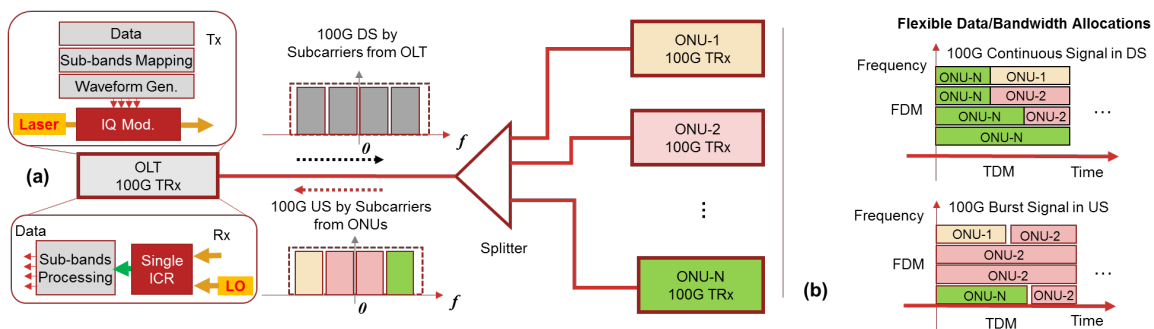 Data
Tx
Sub-bands Mapping
Waveform Gen.
Laser
IQ Mod.
(a)
OLT
100G TRx
Data
Rx
Sub-bands
Processing
Single
ICR
LO
100G DS by
Subcarriers from OLT
0
f
100G US by Subcarriers
from ONUs
0
f
Splitter
ONU-1
100G TRx
ONU-2
100G TRx
⋮
ONU-N
100G TRx
(b)
Flexible Data/Bandwidth Allocations
100G Continuous Signal in DS
Frequency
FDM
ONU-N ONU-1
ONU-N ONU-2
ONU-N ONU-2
ONU-N
...
TDM
Time
100G Burst Signal in US
Frequency
FDM
ONU-1 ONU-2
ONU-2
ONU-2
ONU-N ONU-2
...
TDM
Time